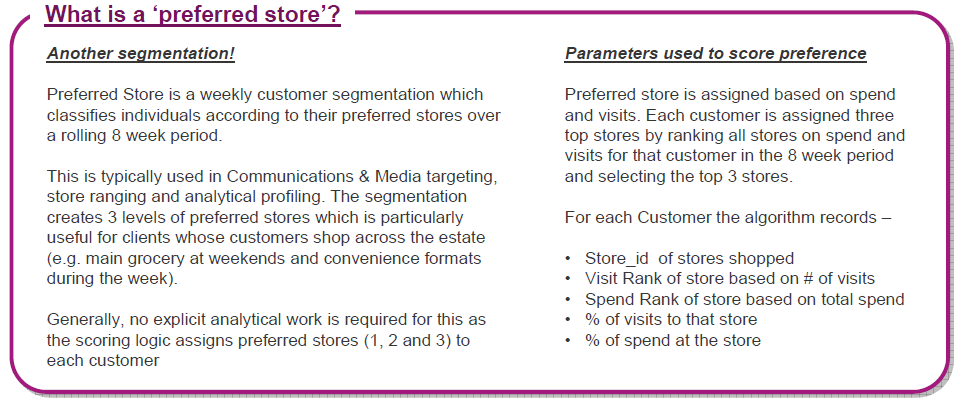 What is a ‘preferred store’?
Another segmentation!
Preferred Store is a weekly customer segmentation which
classifies individuals according to their preferred stores over
a rolling 8 week period.
This is typically used in Communications & Media targeting,
store ranging and analytical profiling. The segmentation
creates 3 levels of preferred stores which is particularly
useful for clients whose customers shop across the estate
(e.g. main grocery at weekends and convenience formats
during the week).
Generally, no explicit analytical work is required for this as
the scoring logic assigns preferred stores (1, 2 and 3) to
each customer
Parameters used to score preference
Preferred store is assigned based on spend
and visits. Each customer is assigned three
top stores by ranking all stores on spend and
visits for that customer in the 8 week period
and selecting the top 3 stores.
For each Customer the algorithm records –
• Store_id of stores shopped
• Visit Rank of store based on # of visits
• Spend Rank of store based on total spend
• % of visits to that store
• % of spend at the store